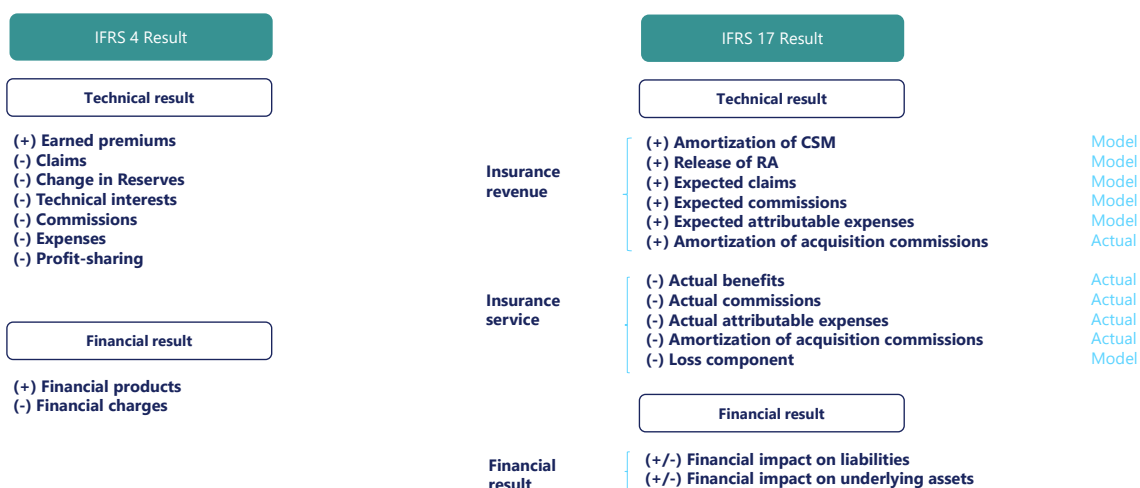 IFRS 4 Result
Technical result
(+) Earned premiums
(-) Claims
(-) Change in Reserves
(-) Technical interests
(-) Commissions
(-) Expenses
(-) Profit-sharing
Financial result
(+) Financial products
(-) Financial charges
IFRS 17 Result
Technical result
Insurance
revenue
(+) Amortization of CSM Model
(+) Release of RA Model
(+) Expected claims Model
(+) Expected commissions Model
(+) Expected attributable expenses Model
(+) Amortization of acquisition commissions Actual
Insurance
service
(-) Actual benefits Actual
(-) Actual commissions Actual
(-) Actual attributable expenses Actual
(-) Amortization of acquisition commissions Actual
(-) Loss component Model
Financial result
Financial
result
(+/-) Financial impact on liabilities
(+/-) Financial impact on underlying assets